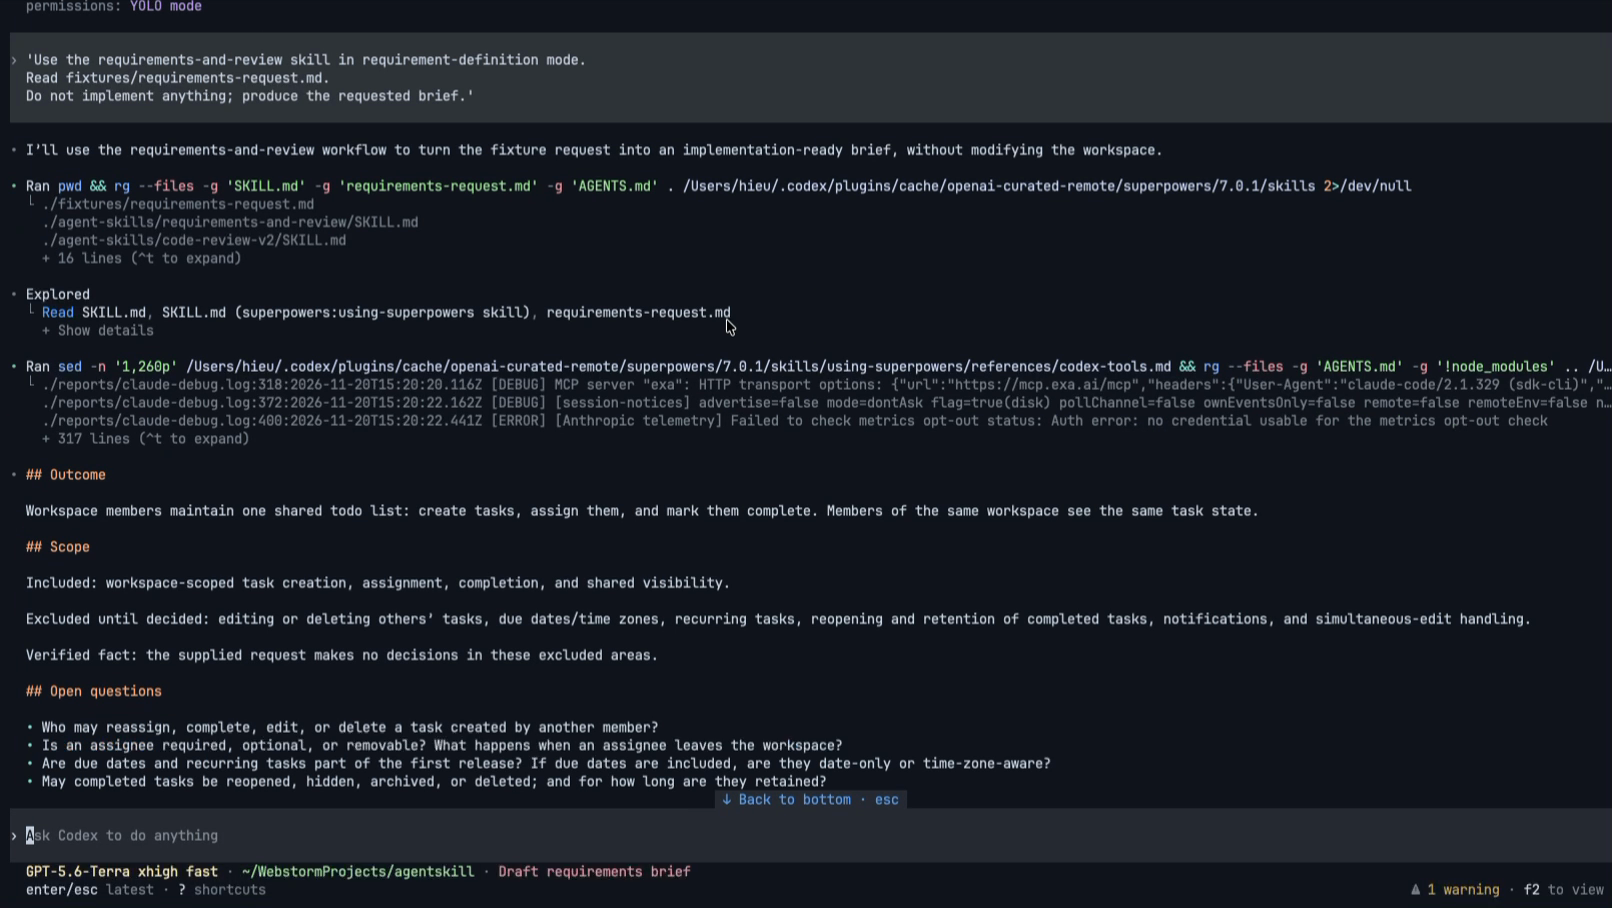 permissions: YOLO mode
› 'Use the requirements-and-review skill in requirement-definition mode.
Read fixtures/requirements-request.md.
Do not implement anything; produce the requested brief.'
• I'll use the requirements-and-review workflow to turn the fixture request into an implementation-ready brief, without modifying the workspace.
• Ran pwd && rg --files -g 'SKILL.md' -g 'requirements-request.md' -g 'AGENTS.md' . /Users/hieu/.codex/plugins/cache/openai-curated-remote/superpowers/7.0.1/skills 2>/dev/null
└ ./fixtures/requirements-request.md
./agent-skills/requirements-and-review/SKILL.md
./agent-skills/code-review-v2/SKILL.md
+ 16 lines (^t to expand)
• Explored
└ Read SKILL.md, SKILL.md (superpowers:using-superpowers skill), requirements-request.md
+ Show details
• Ran sed -n '1,260p' /Users/hieu/.codex/plugins/cache/openai-curated-remote/superpowers/7.0.1/skills/using-superpowers/references/codex-tools.md && rg --files -g 'AGENTS.md' -g '!node_modules' .. /U…
└ ./reports/claude-debug.log:318:2026-11-20T15:20:20.116Z [DEBUG] MCP server "exa": HTTP transport options: {"url":"https://mcp.exa.ai/mcp","headers":{"User-Agent":"claude-code/2.1.329 (sdk-cli)","…
./reports/claude-debug.log:372:2026-11-20T15:20:22.162Z [DEBUG] [session-notices] advertise=false mode=dontAsk flag=true(disk) pollChannel=false ownEventsOnly=false remote=false remoteEnv=false n…
./reports/claude-debug.log:400:2026-11-20T15:20:22.441Z [ERROR] [Anthropic telemetry] Failed to check metrics opt-out status: Auth error: no credential usable for the metrics opt-out check
+ 317 lines (^t to expand)
• ## Outcome
Workspace members maintain one shared todo list: create tasks, assign them, and mark them complete. Members of the same workspace see the same task state.
## Scope
Included: workspace-scoped task creation, assignment, completion, and shared visibility.
Excluded until decided: editing or deleting others' tasks, due dates/time zones, recurring tasks, reopening and retention of completed tasks, notifications, and simultaneous-edit handling.
Verified fact: the supplied request makes no decisions in these excluded areas.
## Open questions
• Who may reassign, complete, edit, or delete a task created by another member?
• Is an assignee required, optional, or removable? What happens when an assignee leaves the workspace?
• Are due dates and recurring tasks part of the first release? If due dates are included, are they date-only or time-zone-aware?
• May completed tasks be reopened, hidden, archived, or deleted; and for how long are they retained?
↓ Back to bottom · esc
› Ask Codex to do anything
GPT-5.6-Terra xhigh fast · ~/WebstormProjects/agentskill · Draft requirements brief
enter/esc latest · ? shortcuts
⚠ 1 warning · f2 to view